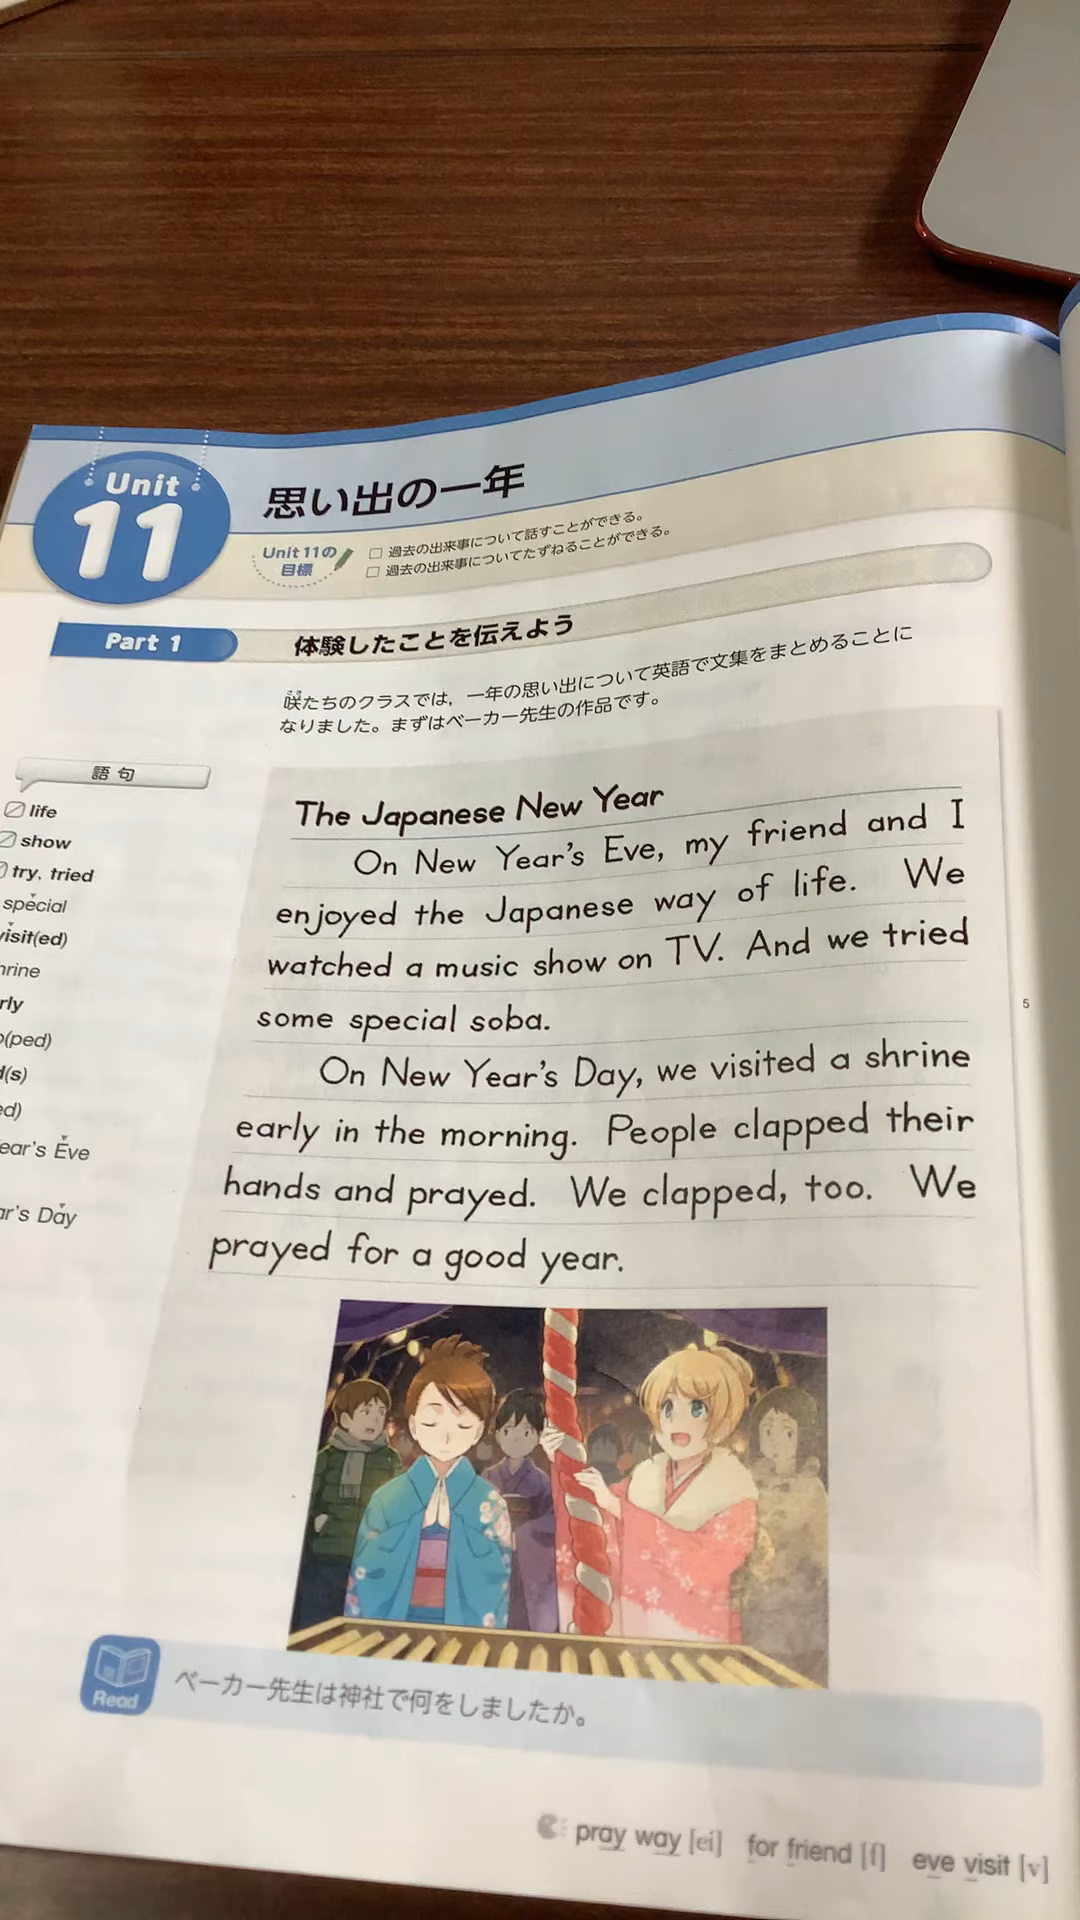 Unit
11
思い出の一年
Unit 11の
目標
過去の出来事について話すことができる。
過去の出来事についてたずねることができる。
Part 1
体験したことを伝えよう
咲たちのクラスでは，一年の思い出について英語で文集をまとめることに
なりました。まずはベーカー先生の作品です。
語句
life
show
try, tried
special
visit(ed)
hrine
rly
(ped)
(s)
ed)
ear's Eve
ar's Day
The Japanese New Year
On New Year's Eve, my friend and I
enjoyed the Japanese way of life. We
watched a music show on TV. And we tried
some special soba.
5
On New Year's Day, we visited a shrine
early in the morning. People clapped their
hands and prayed. We clapped, too. We
prayed for a good year.
Read
ベーカー先生は神社で何をしましたか。
pray way [ei] for friend [f] eve visit [v]